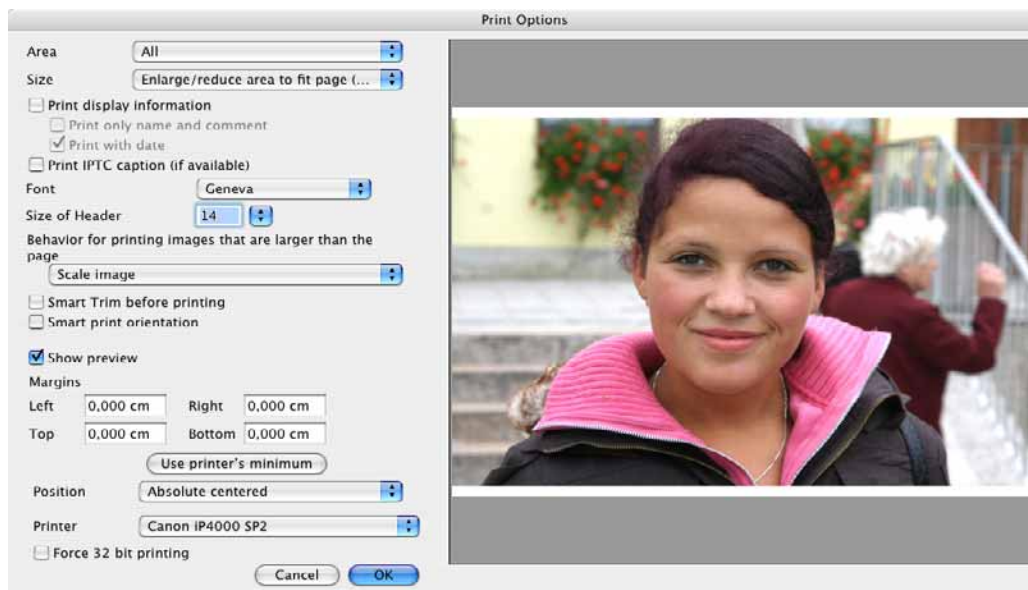 Print Options
Area All
Size Enlarge/reduce area to fit page (...
Print display information
Print only name and comment
Print with date
Print IPTC caption (if available)
Font Geneva
Size of Header 14
Behavior for printing images that are larger than the
page
Scale image
Smart Trim before printing
Smart print orientation
Show preview
Margins
Left 0,000 cm Right 0,000 cm
Top 0,000 cm Bottom 0,000 cm
Use printer's minimum
Position Absolute centered
Printer Canon iP4000 SP2
Force 32 bit printing
Cancel OK